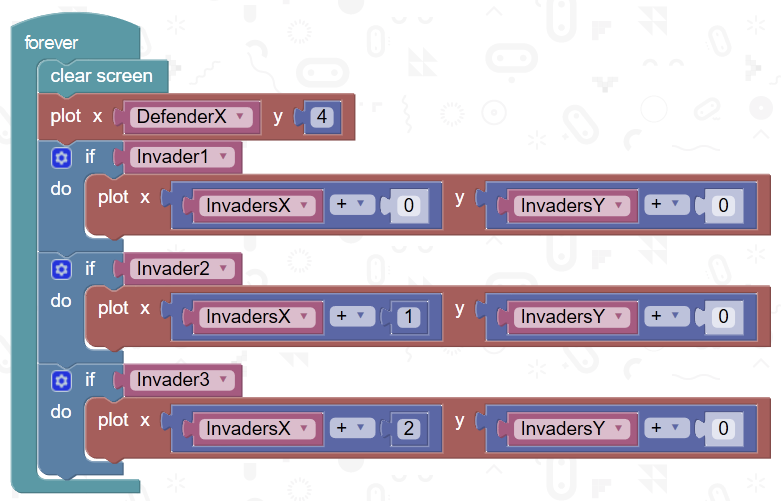 forever
clear screen
plot x DefenderX y 4
if Invader1
do plot x InvadersX + 0 y InvadersY + 0
if Invader2
do plot x InvadersX + 1 y InvadersY + 0
if Invader3
do plot x InvadersX + 2 y InvadersY + 0